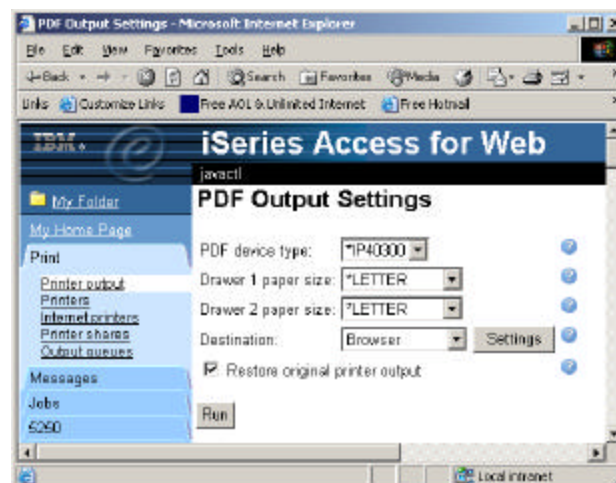 PDF Output Settings - Microsoft Internet Explorer
File Edit View Favorites Tools Help
Back Search Favorites Media
Links Customize Links Free AOL & Unlimited Internet Free Hotmail
IBM. iSeries Access for Web
javactl
My Folder
PDF Output Settings
My Home Page
Print
Printer output
Printers
Internet printers
Printer shares
Output queues
Messages
Jobs
5250
PDF device type: *IP40300
Drawer 1 paper size: *LETTER
Drawer 2 paper size: *LETTER
Destination: Browser Settings
Restore original printer output
Run
Local intranet